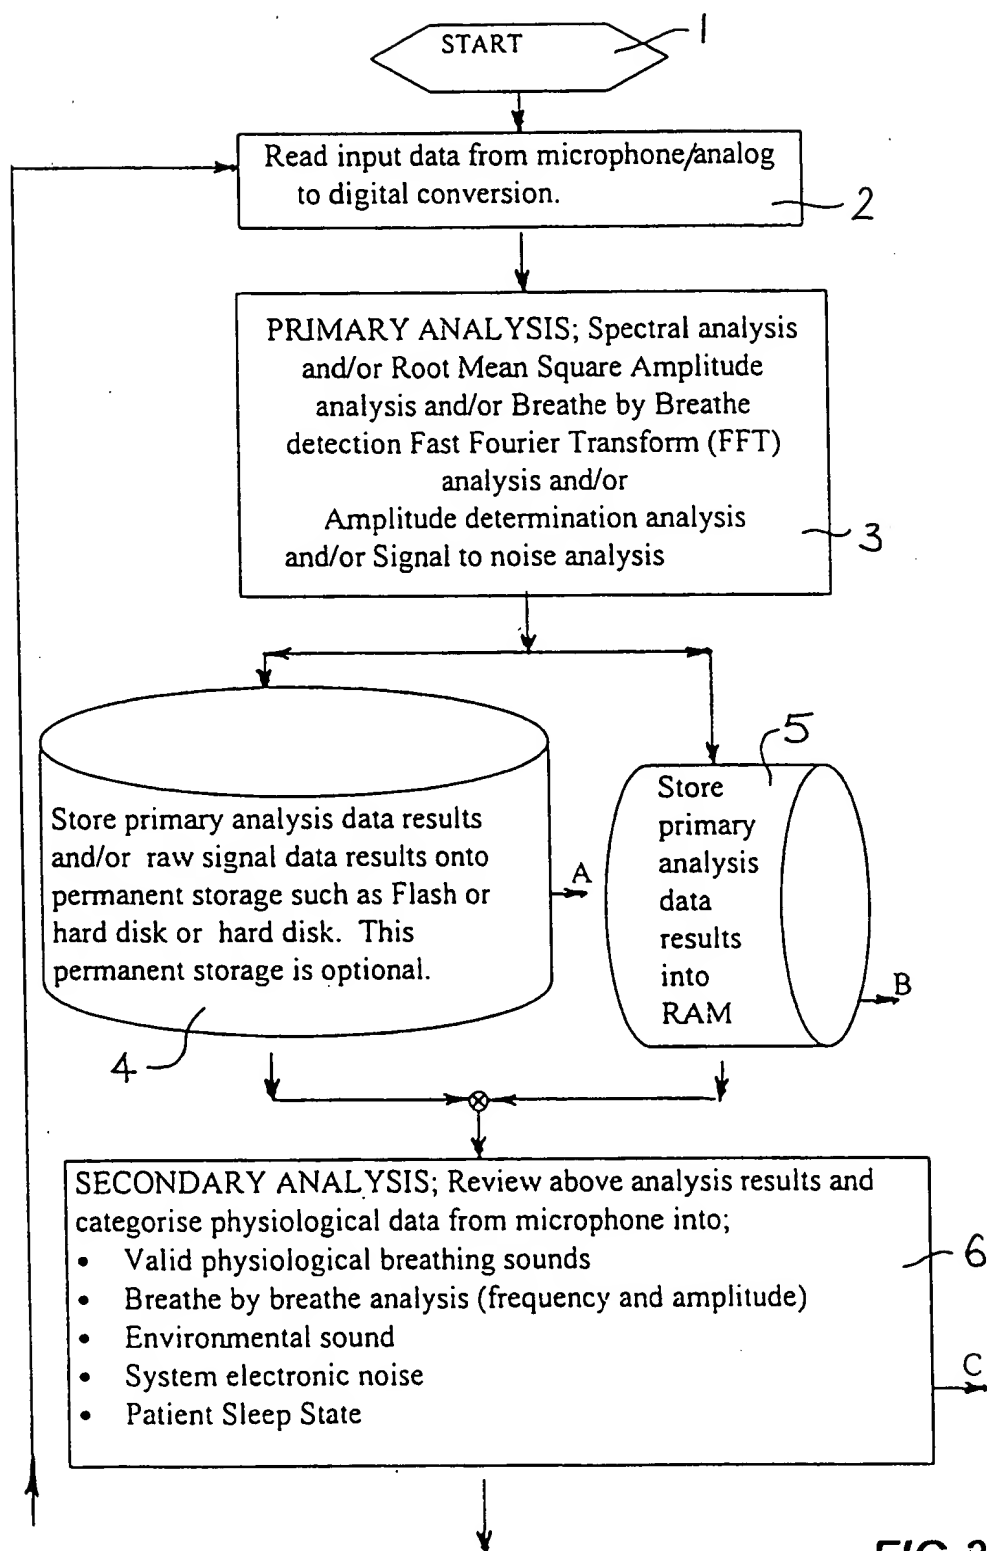 START
1
Read input data from microphone/analog
to digital conversion.
2
PRIMARY ANALYSIS; Spectral analysis
and/or Root Mean Square Amplitude
analysis and/or Breathe by Breathe
detection Fast Fourier Transform (FFT)
analysis and/or
Amplitude determination analysis
and/or Signal to noise analysis
3
Store primary analysis data results
and/or raw signal data results onto
permanent storage such as Flash or
hard disk or hard disk. This
permanent storage is optional.
A
4
5
Store
primary
analysis
data
results
into
RAM
B
SECONDARY ANALYSIS; Review above analysis results and
categorise physiological data from microphone into;
• Valid physiological breathing sounds
• Breathe by breathe analysis (frequency and amplitude)
• Environmental sound
• System electronic noise
• Patient Sleep State
6
C